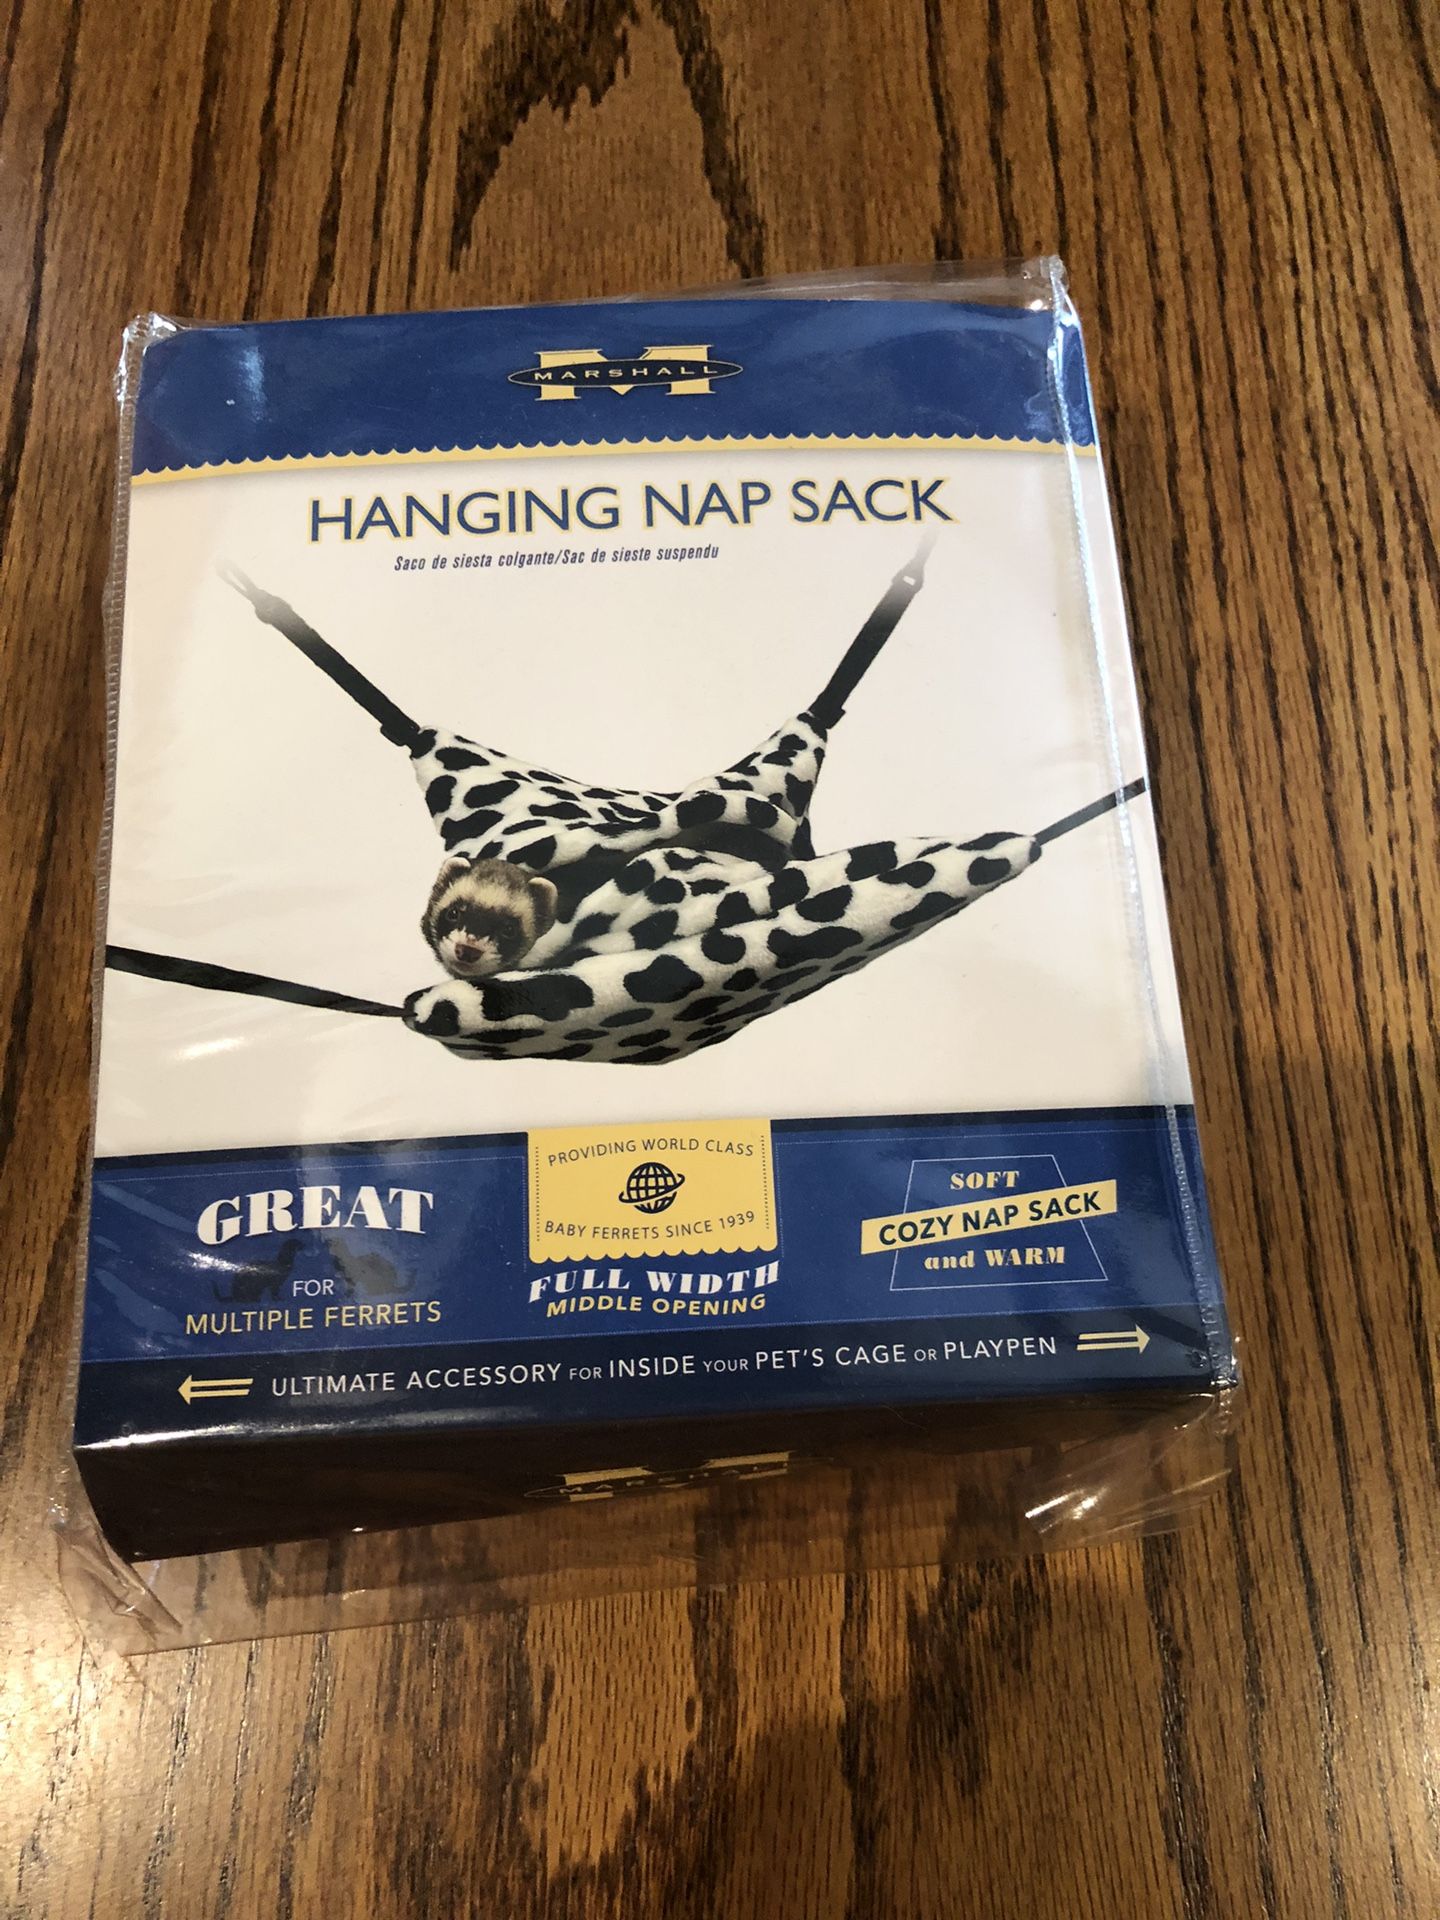 MARSHALL
HANGING NAP SACK
Saco de siesta colgante/Sac de sieste suspendu
GREAT
FOR
MULTIPLE FERRETS
PROVIDING WORLD CLASS
BABY FERRETS SINCE 1939
FULL WIDTH
MIDDLE OPENING
SOFT
COZY NAP SACK
and WARM
ULTIMATE ACCESSORY FOR INSIDE YOUR PET'S CAGE OR PLAYPEN
MARSHALL